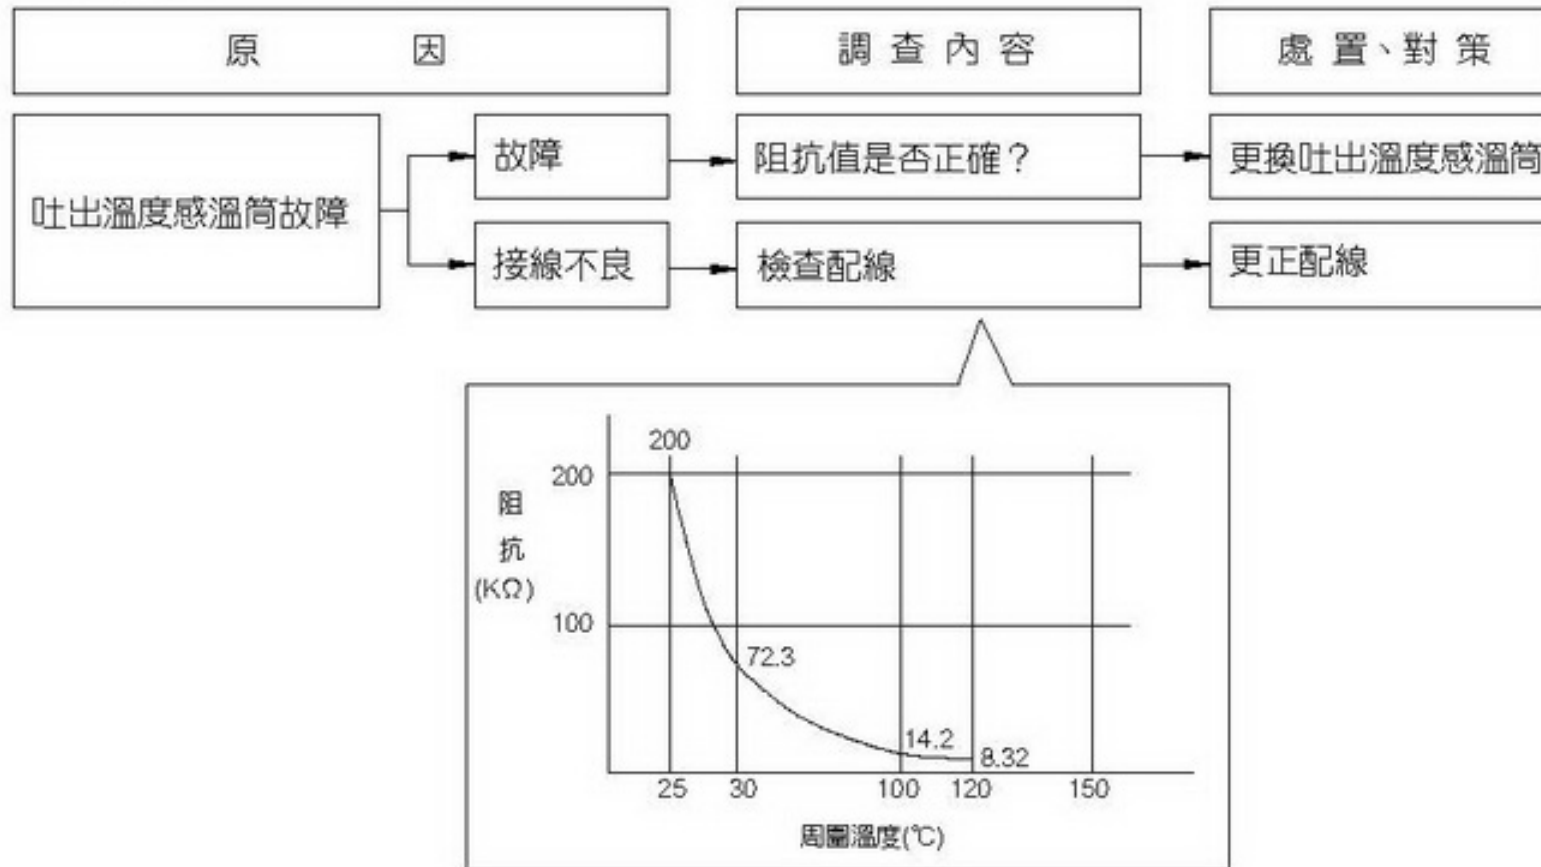 原 因
調 查 內 容
處 置、對 策
吐出溫度感溫筒故障
故障
阻抗值是否正確？
更換吐出溫度感溫筒
接線不良
檢查配線
更正配線
200
200
阻
抗
(KΩ)
100
72.3
14.2
8.32
25 30 100 120 150
周圍溫度(℃)